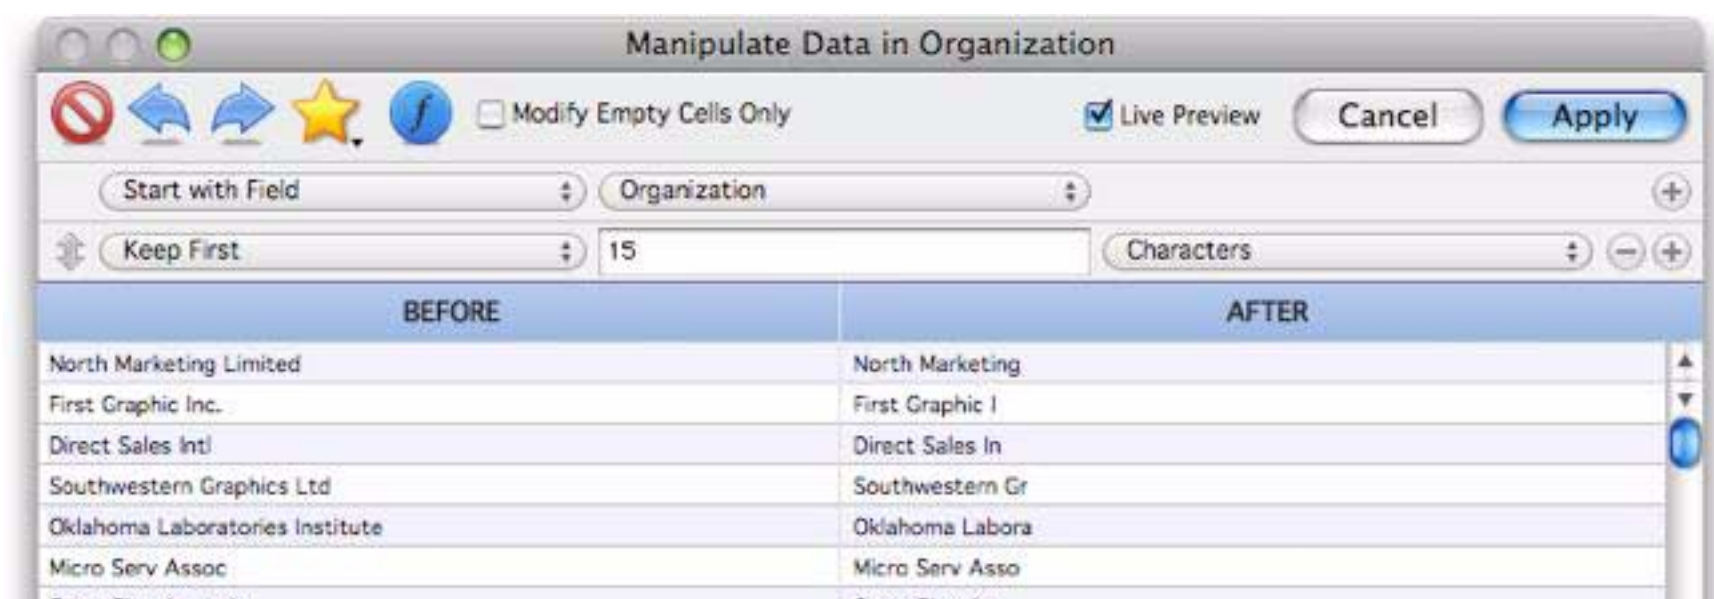 Manipulate Data in Organization
f Modify Empty Cells Only Live Preview Cancel Apply
Start with Field Organization
Keep First 15 Characters
BEFORE AFTER
North Marketing Limited North Marketing
First Graphic Inc. First Graphic I
Direct Sales Intl Direct Sales In
Southwestern Graphics Ltd Southwestern Gr
Oklahoma Laboratories Institute Oklahoma Labora
Micro Serv Assoc Micro Serv Asso